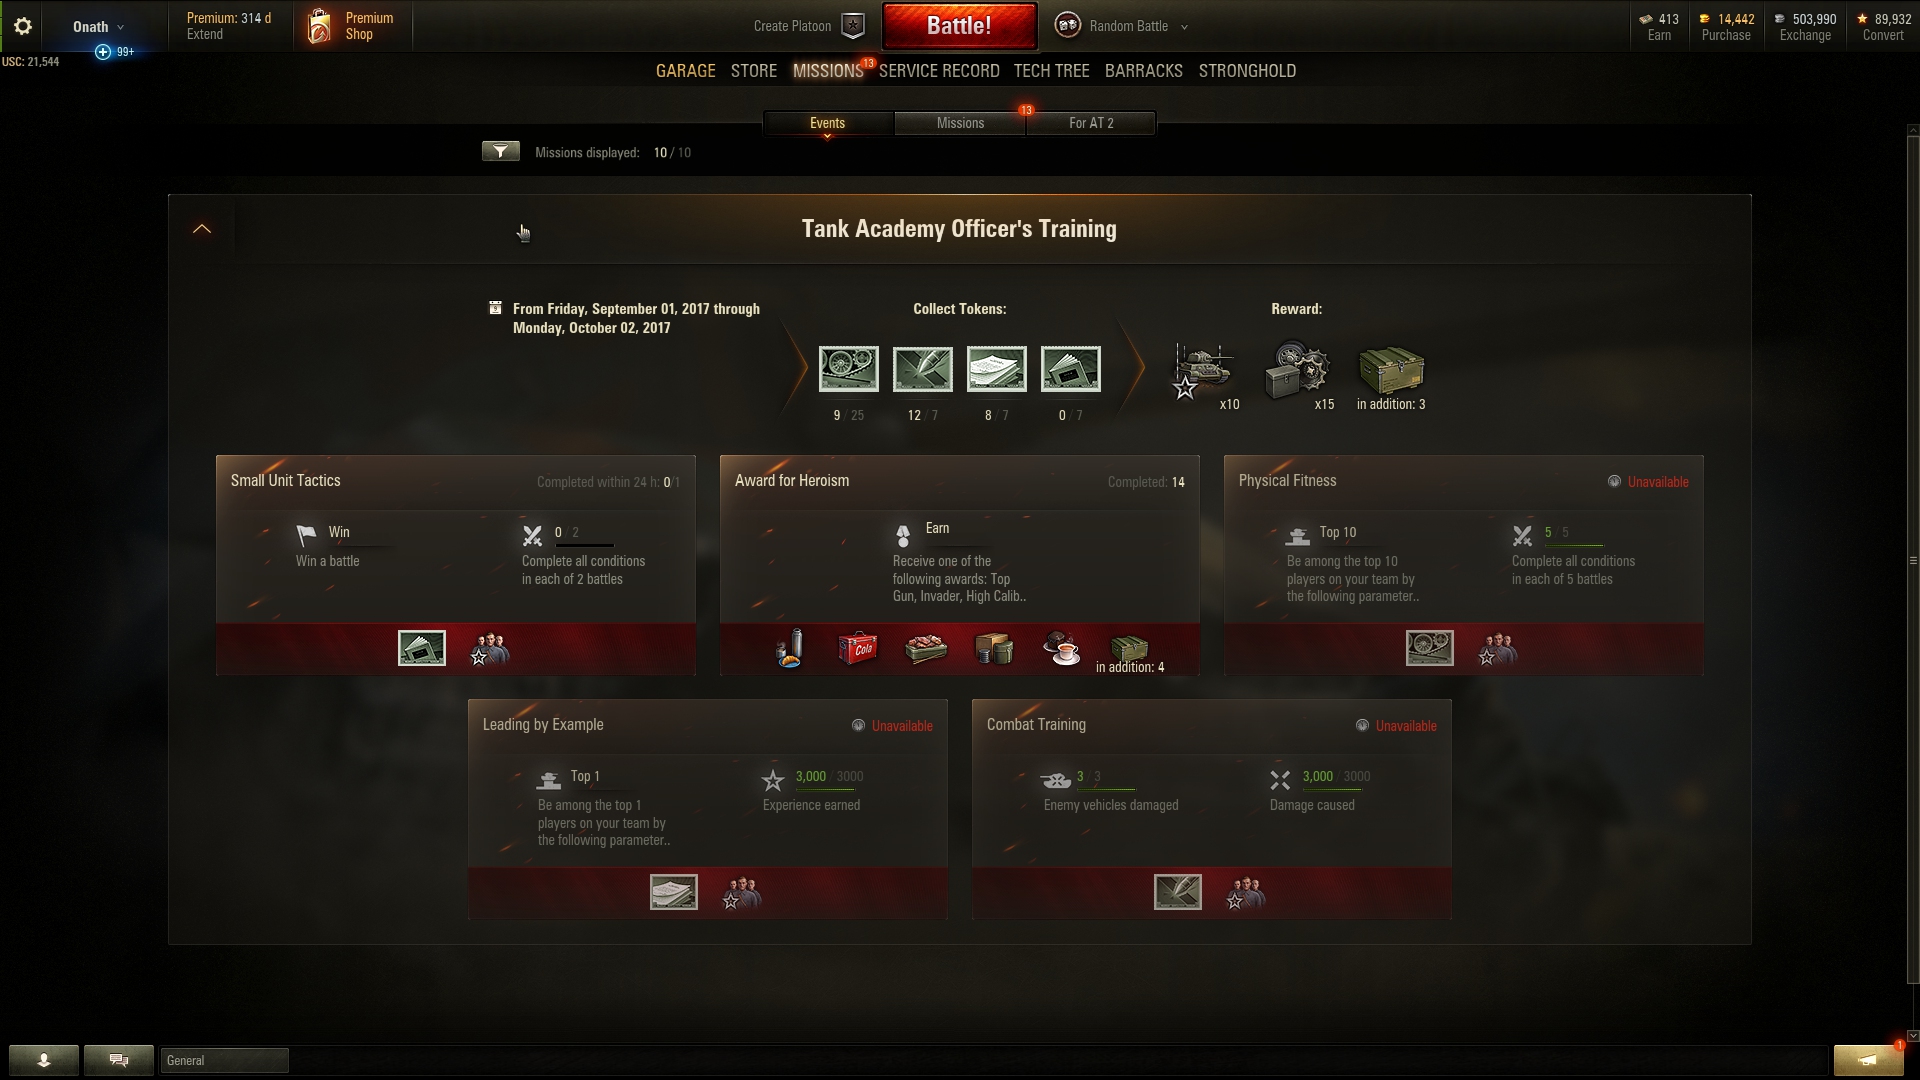 Onath
Premium: 314 d
Extend
Premium
Shop
Create Platoon
Battle!
Random Battle
413
Earn
14,442
Purchase
503,990
Exchange
89,932
Convert
99+
USC: 21,544
GARAGE STORE MISSIONS 13 SERVICE RECORD TECH TREE BARRACKS STRONGHOLD
Events
Missions
13
For AT 2
Missions displayed: 10 / 10
Tank Academy Officer's Training
From Friday, September 01, 2017 through
Monday, October 02, 2017
Collect Tokens:
9 / 25
12 / 7
8 / 7
0 / 7
Reward:
x10
x15
in addition: 3
Small Unit Tactics
Completed within 24 h: 0/1
Win
Win a battle
0 / 2
Complete all conditions
in each of 2 battles
Award for Heroism
Completed: 14
Earn
Receive one of the
following awards: Top
Gun, Invader, High Calib..
Cola
in addition: 4
Physical Fitness
Unavailable
Top 10
Be among the top 10
players on your team by
the following parameter..
5 / 5
Complete all conditions
in each of 5 battles
Leading by Example
Unavailable
Top 1
Be among the top 1
players on your team by
the following parameter..
3,000 / 3000
Experience earned
Combat Training
Unavailable
3 / 3
Enemy vehicles damaged
3,000 / 3000
Damage caused
General
1